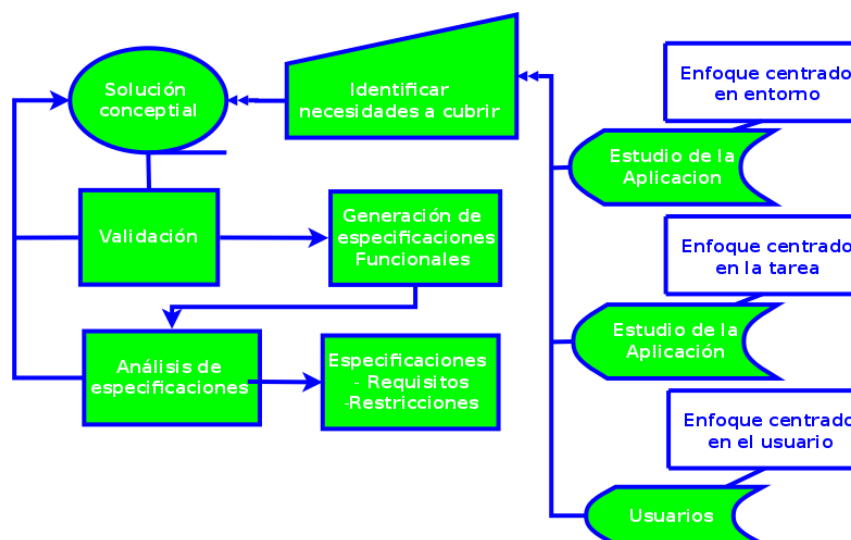 Solución
conceptial
Identificar
necesidades a cubrir
Enfoque centrado
en entorno
Estudio de la
Aplicacion
Validación
Generación de
especificaciones
Funcionales
Enfoque centrado
en la tarea
Estudio de la
Aplicación
Análisis de
especificaciones
Especificaciones
- Requisitos
-Restricciones
Enfoque centrado
en el usuario
Usuarios